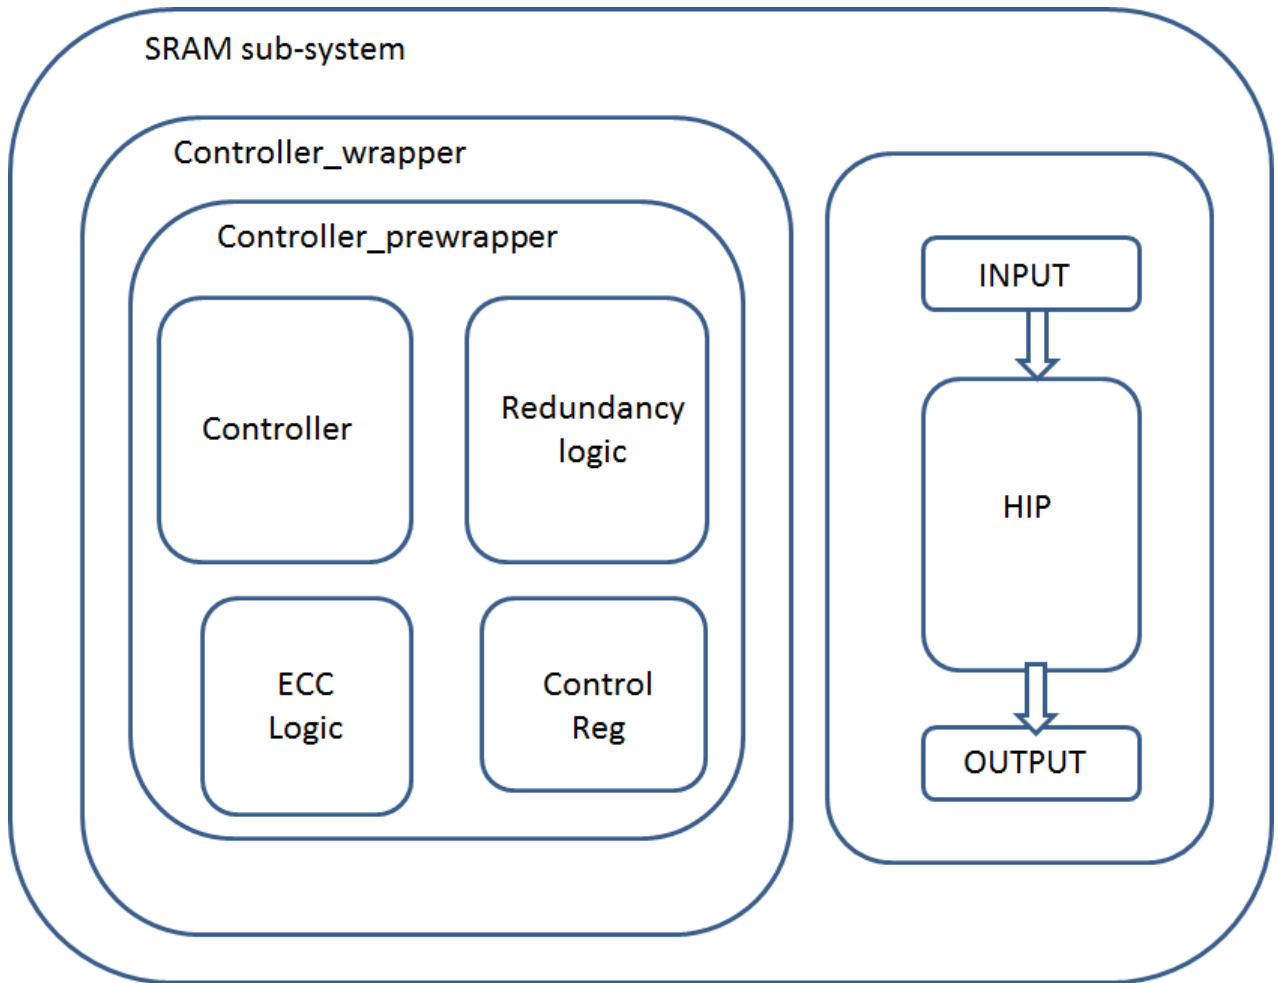 SRAM sub-system
Controller_wrapper
Controller_prewrapper
Controller
Redundancy
logic
ECC
Logic
Control
Reg
INPUT
HIP
OUTPUT